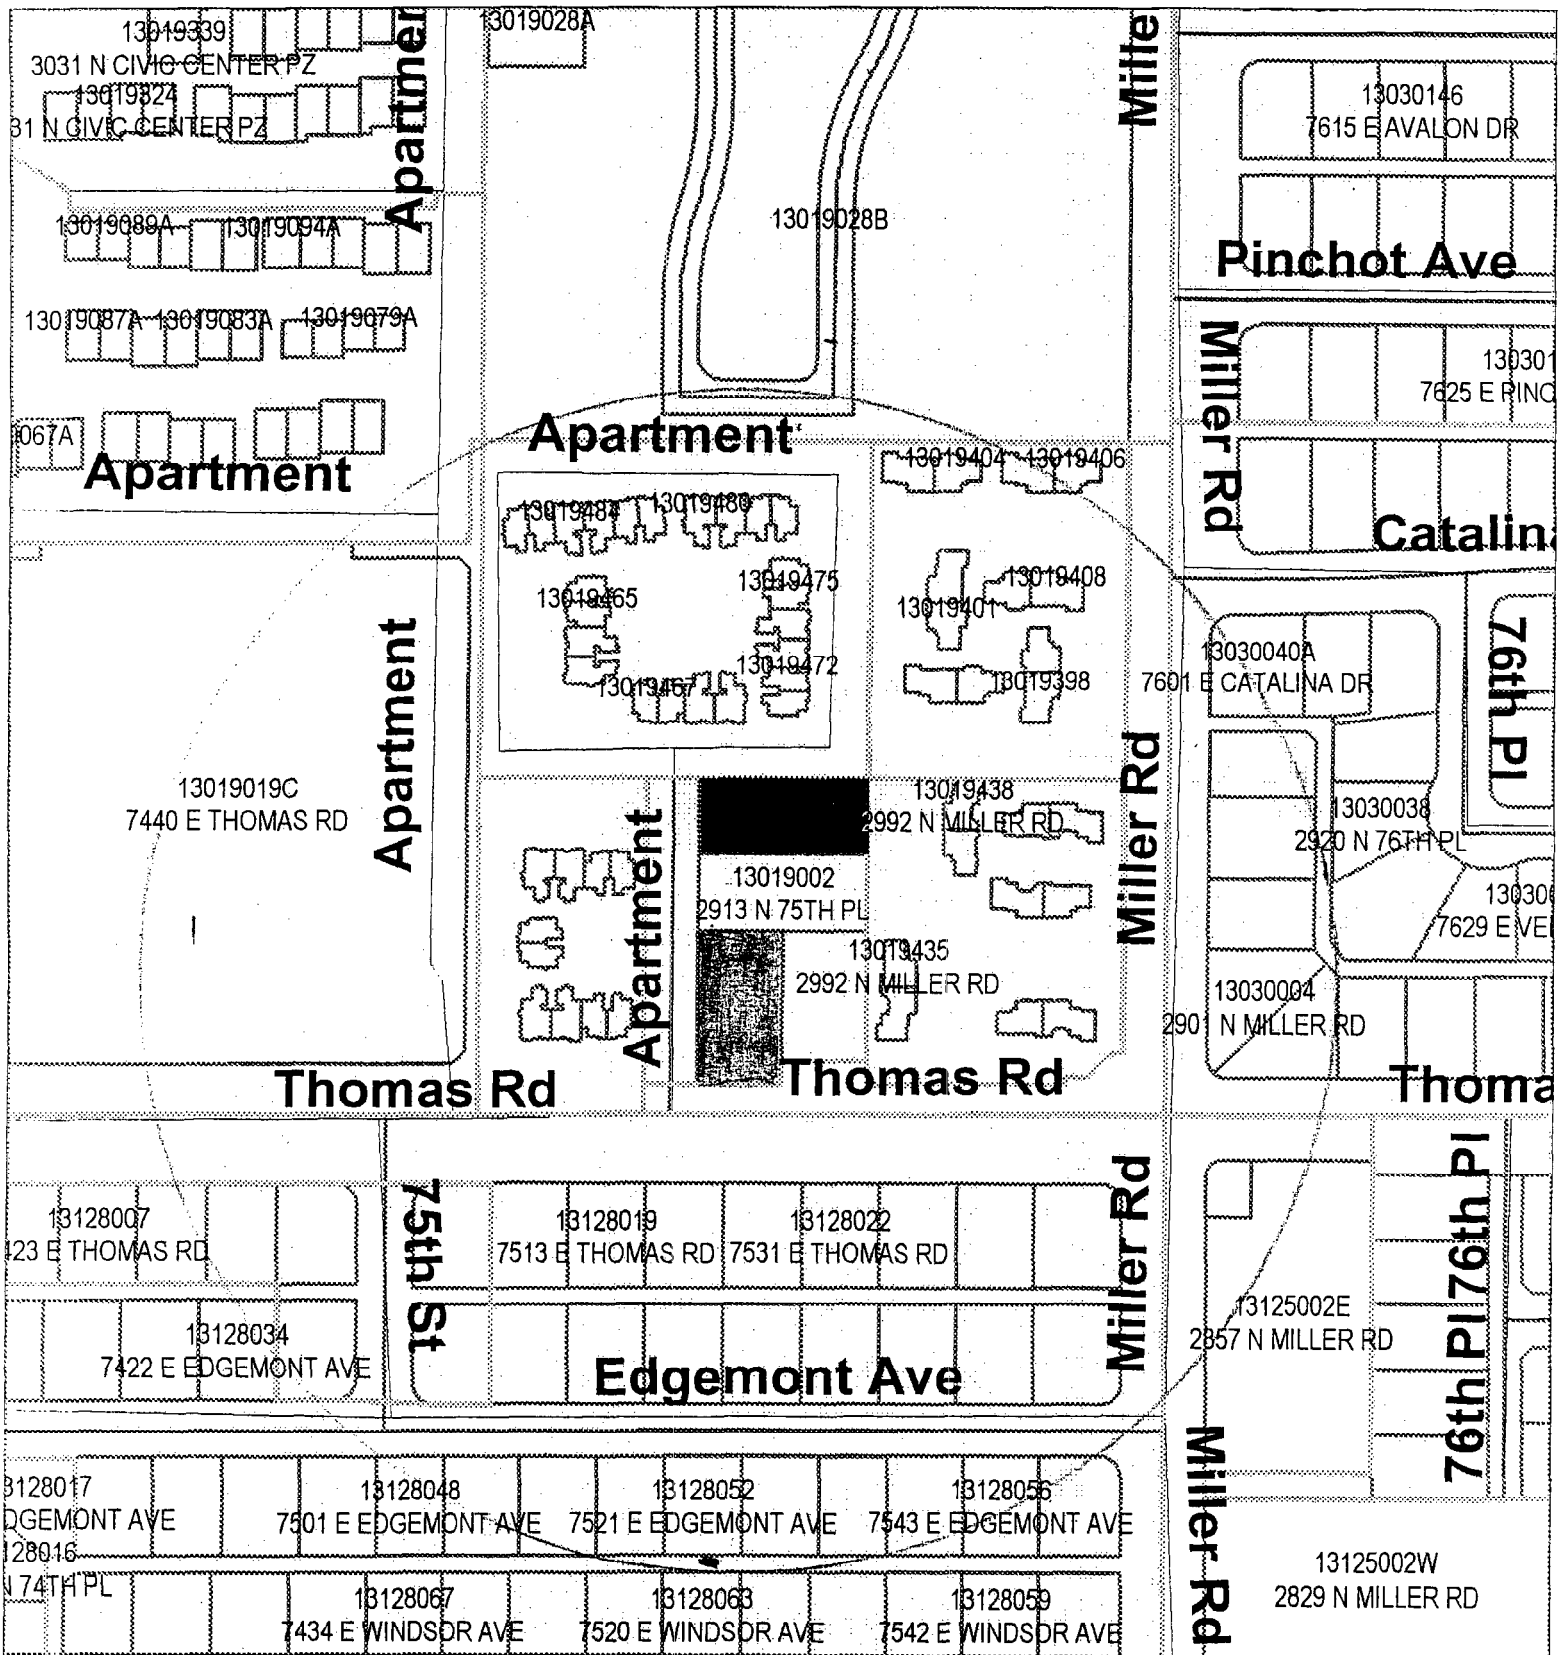 13019339
3031 N CIVIC CENTER PZ
13019324
31 N CIVIC CENTER PZ
Apartmen
13019028A
Mille
13030146
7615 E AVALON DR
13019089A
13019094A
13019028B
Pinchot Ave
13019087A
13019083A
13019079A
Miller Rd
130301
7625 E PINC
067A
Apartment
Apartment
13019404
13019406
13019484
13019480
Catalina
13019465
13019475
13019401
13019408
13019467
13019472
13019398
13030040A
7601 E CATALINA DR
76th Pl
Apartment
13019019C
7440 E THOMAS RD
Apartment
13019438
2992 N MILLER RD
Miller Rd
13030038
2920 N 76TH PL
13019002
2913 N 75TH PL
130300
7629 E VE
13019435
2992 N MILLER RD
13030004
2901 N MILLER RD
Thomas Rd
Thomas Rd
Thoma
13128007
423 E THOMAS RD
75th St
13128019
7513 E THOMAS RD
13128022
7531 E THOMAS RD
Miller Rd
76th Pl
76th Pl
13128034
7422 E EDGEMONT AVE
Edgemont Ave
13125002E
2857 N MILLER RD
3128017
DGEMONT AVE
128016
N 74TH PL
13128048
7501 E EDGEMONT AVE
13128052
7521 E EDGEMONT AVE
13128056
7543 E EDGEMONT AVE
Miller Rd
13128067
7434 E WINDSOR AVE
13128063
7520 E WINDSOR AVE
13128059
7542 E WINDSOR AVE
13125002W
2829 N MILLER RD